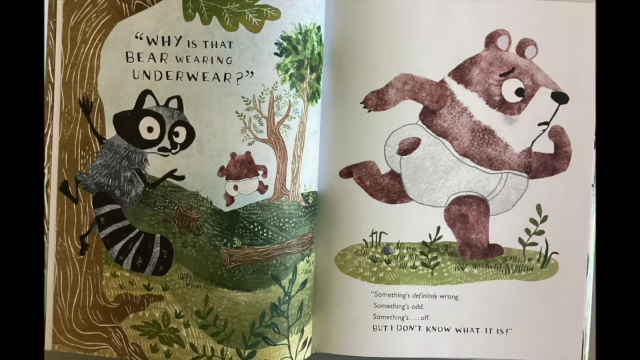 "WHY IS THAT
BEAR WEARING
UNDERWEAR?"
"Something's definitely wrong.
Something's odd.
Something's . . . off.
BUT I DON'T KNOW WHAT IT IS!"